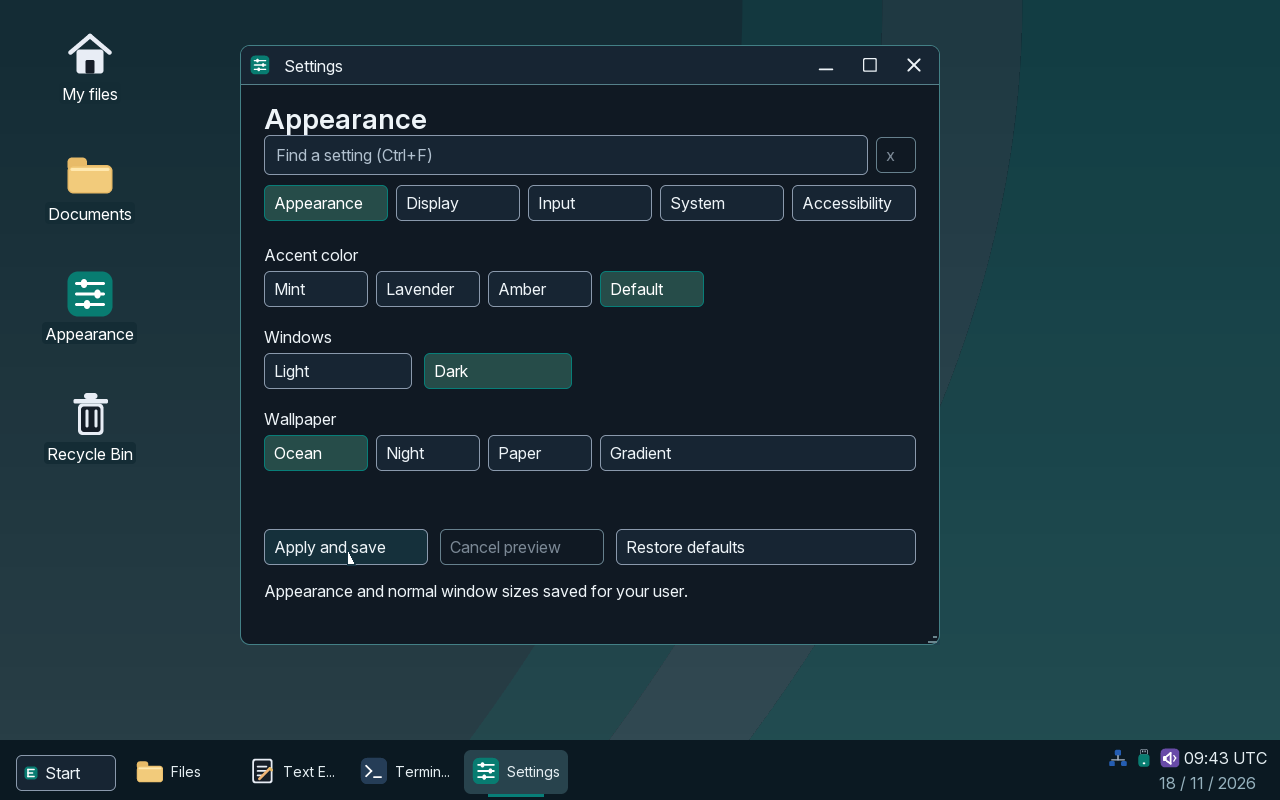 My files
Documents
Appearance
Recycle Bin
Settings
Appearance
Find a setting (Ctrl+F)
x
Appearance Display Input System Accessibility
Accent color
Mint Lavender Amber Default
Windows
Light Dark
Wallpaper
Ocean Night Paper Gradient
Apply and save Cancel preview Restore defaults
Appearance and normal window sizes saved for your user.
E Start Files Text E... Termin... Settings
09:43 UTC
18 / 11 / 2026